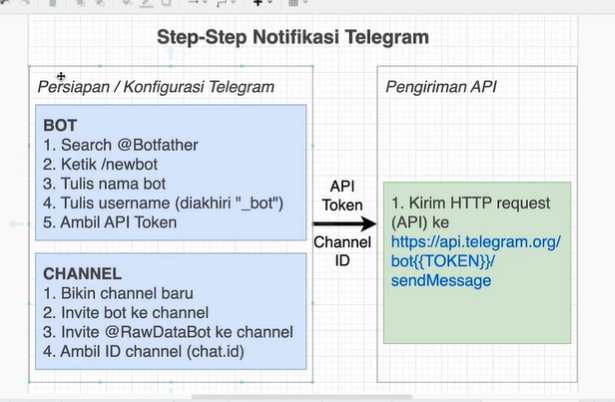 Step-Step Notifikasi Telegram
Persiapan / Konfigurasi Telegram
BOT
1. Search @Botfather
2. Ketik /newbot
3. Tulis nama bot
4. Tulis username (diakhiri "_bot")
5. Ambil API Token
CHANNEL
1. Bikin channel baru
2. Invite bot ke channel
3. Invite @RawDataBot ke channel
4. Ambil ID channel (chat.id)
API
Token
Channel
ID
Pengiriman API
1. Kirim HTTP request
(API) ke
https://api.telegram.org/
bot{{TOKEN}}/
sendMessage